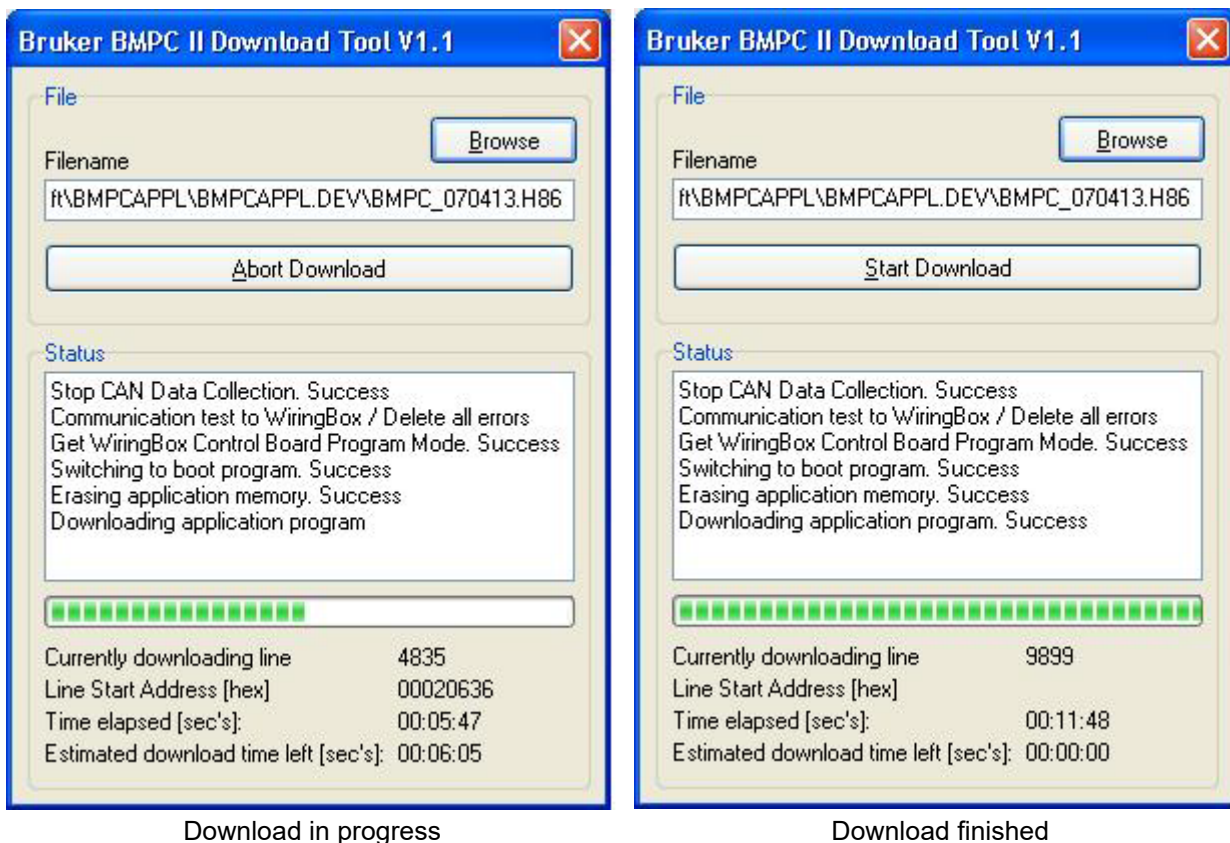 Bruker BMPC II Download Tool V1.1
File
Browse
Filename
ft\BMPCAPPL\BMPCAPPL.DEV\BMPC_070413.H86
Abort Download
Status
Stop CAN Data Collection. Success
Communication test to WiringBox / Delete all errors
Get WiringBox Control Board Program Mode. Success
Switching to boot program. Success
Erasing application memory. Success
Downloading application program
Currently downloading line 4835
Line Start Address [hex] 00020636
Time elapsed [sec's]: 00:05:47
Estimated download time left [sec's]: 00:06:05
Download in progress
Bruker BMPC II Download Tool V1.1
File
Browse
Filename
ft\BMPCAPPL\BMPCAPPL.DEV\BMPC_070413.H86
Start Download
Status
Stop CAN Data Collection. Success
Communication test to WiringBox / Delete all errors
Get WiringBox Control Board Program Mode. Success
Switching to boot program. Success
Erasing application memory. Success
Downloading application program. Success
Currently downloading line 9899
Line Start Address [hex]
Time elapsed [sec's]: 00:11:48
Estimated download time left [sec's]: 00:00:00
Download finished